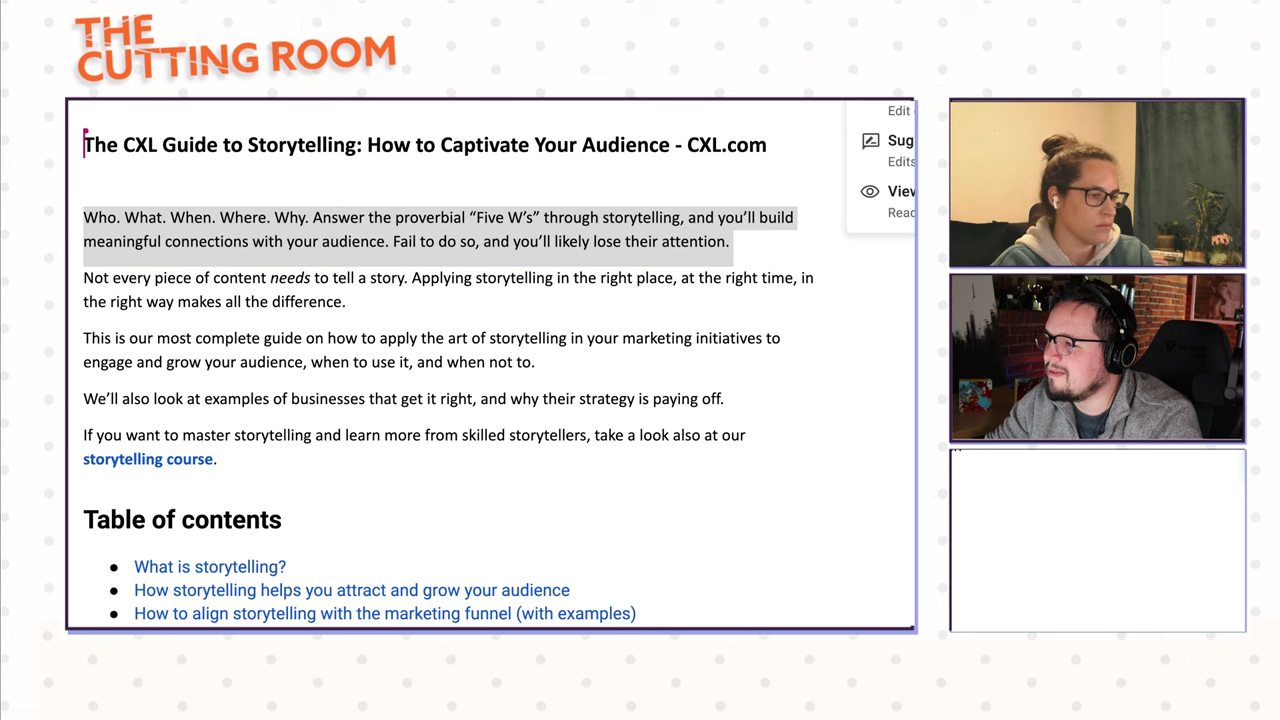 THE
CUTTING ROOM
The CXL Guide to Storytelling: How to Captivate Your Audience - CXL.com
Who. What. When. Where. Why. Answer the proverbial “Five W’s” through storytelling, and you’ll build
meaningful connections with your audience. Fail to do so, and you’ll likely lose their attention.
Not every piece of content needs to tell a story. Applying storytelling in the right place, at the right time, in
the right way makes all the difference.
This is our most complete guide on how to apply the art of storytelling in your marketing initiatives to
engage and grow your audience, when to use it, and when not to.
We’ll also look at examples of businesses that get it right, and why their strategy is paying off.
If you want to master storytelling and learn more from skilled storytellers, take a look also at our
storytelling course.
Table of contents
● What is storytelling?
● How storytelling helps you attract and grow your audience
● How to align storytelling with the marketing funnel (with examples)
Edit
Sug
Edits
View
Read